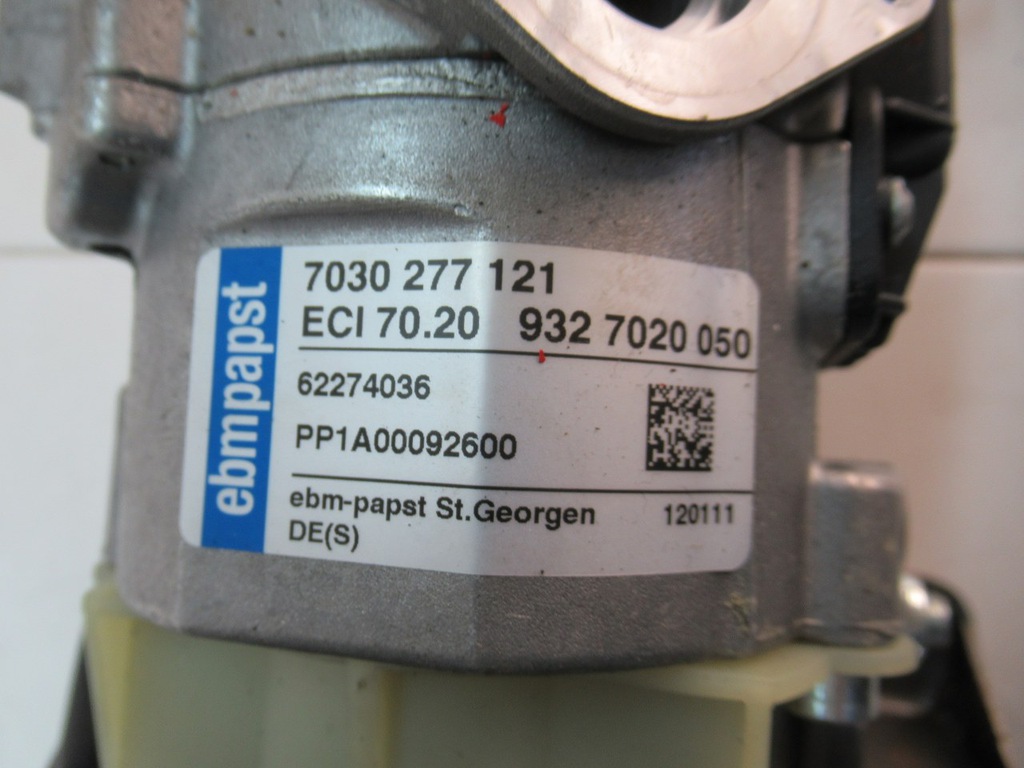 ebmpapst
7030 277 121
ECI 70.20 932 7020 050
62274036
PP1A00092600
ebm-papst St.Georgen 120111
DE(S)